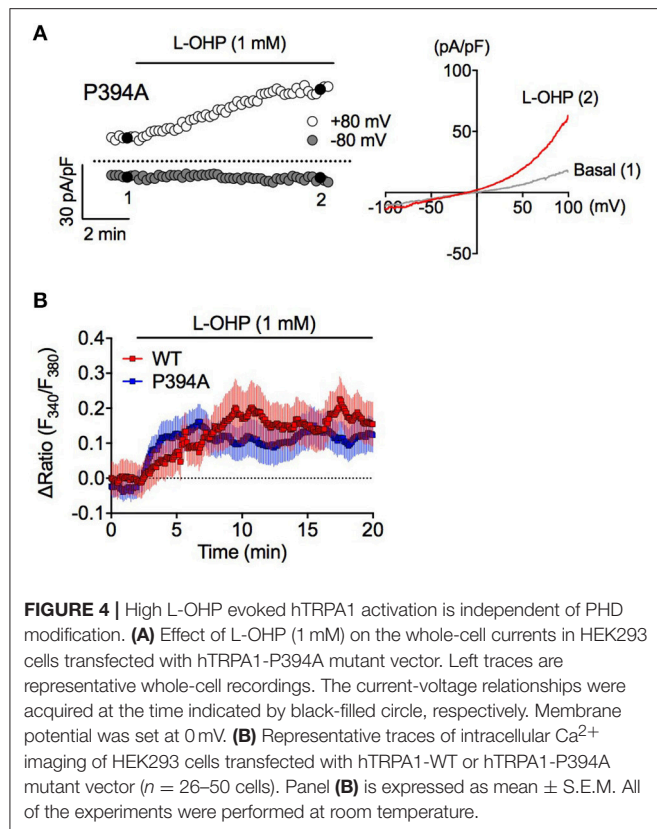 A
L-OHP (1 mM)
P394A
+80 mV
-80 mV
30 pA/pF
2 min
1
2
(pA/pF)
100
L-OHP (2)
50
Basal (1)
-100
-50
50
100
(mV)
-50
B
L-OHP (1 mM)
0.4
WT
0.3
P394A
0.2
0.1
0.0
-0.1
ΔRatio (F340/F380)
0
5
10
15
20
Time (min)
FIGURE 4 | High L-OHP evoked hTRPA1 activation is independent of PHD
modification. (A) Effect of L-OHP (1 mM) on the whole-cell currents in HEK293
cells transfected with hTRPA1-P394A mutant vector. Left traces are
representative whole-cell recordings. The current-voltage relationships were
acquired at the time indicated by black-filled circle, respectively. Membrane
potential was set at 0 mV. (B) Representative traces of intracellular Ca2+
imaging of HEK293 cells transfected with hTRPA1-WT or hTRPA1-P394A
mutant vector (n = 26–50 cells). Panel (B) is expressed as mean ± S.E.M. All
of the experiments were performed at room temperature.